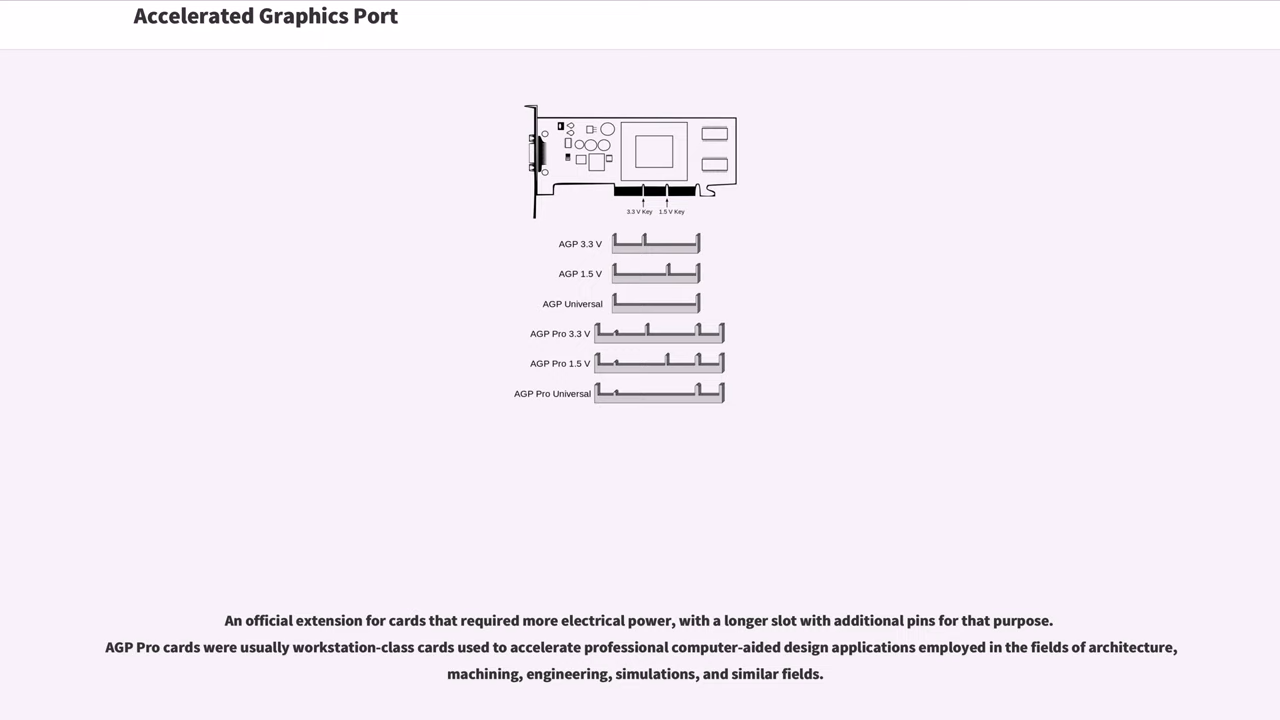 Accelerated Graphics Port
3.3 V Key 1.5 V Key
AGP 3.3 V
AGP 1.5 V
AGP Universal
AGP Pro 3.3 V
AGP Pro 1.5 V
AGP Pro Universal
An official extension for cards that required more electrical power, with a longer slot with additional pins for that purpose.
AGP Pro cards were usually workstation-class cards used to accelerate professional computer-aided design applications employed in the fields of architecture,
machining, engineering, simulations, and similar fields.